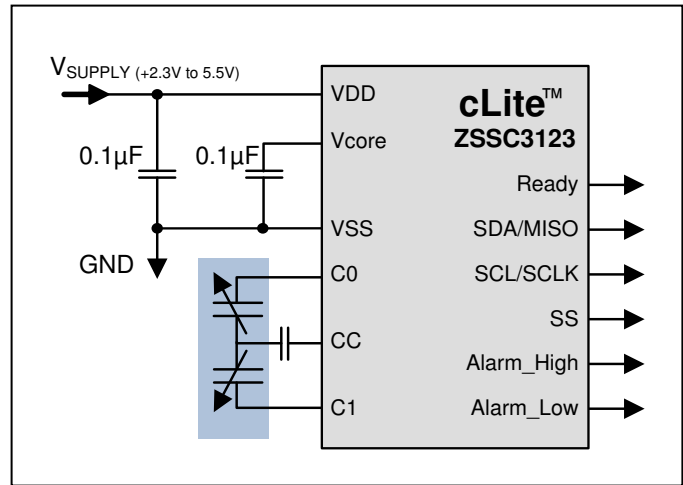 VSUPPLY (+2.3V to 5.5V)
0.1µF
0.1µF
GND
cLite™
ZSSC3123
VDD
Vcore
VSS
C0
CC
C1
Ready
SDA/MISO
SCL/SCLK
SS
Alarm_High
Alarm_Low